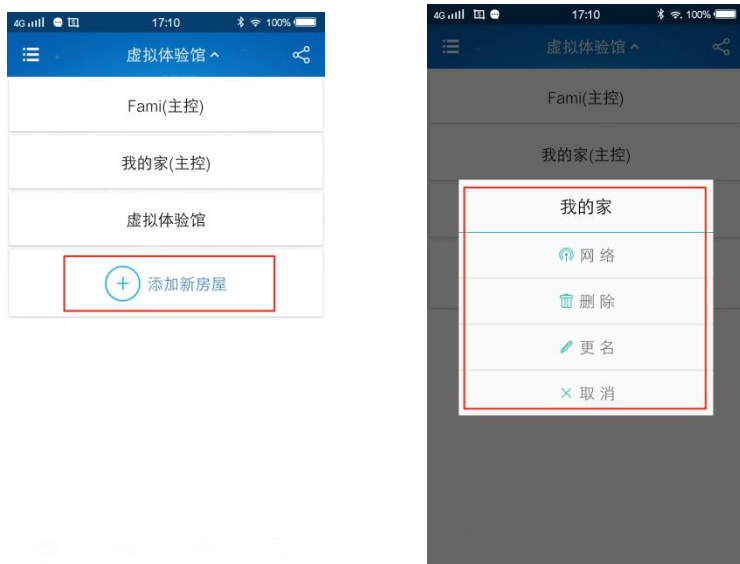 4G 17:10 100%
虚拟体验馆
Fami(主控)
我的家(主控)
虚拟体验馆
添加新房屋
4G 17:10 100%
虚拟体验馆
Fami(主控)
我的家(主控)
我的家
网络
删除
更名
取消